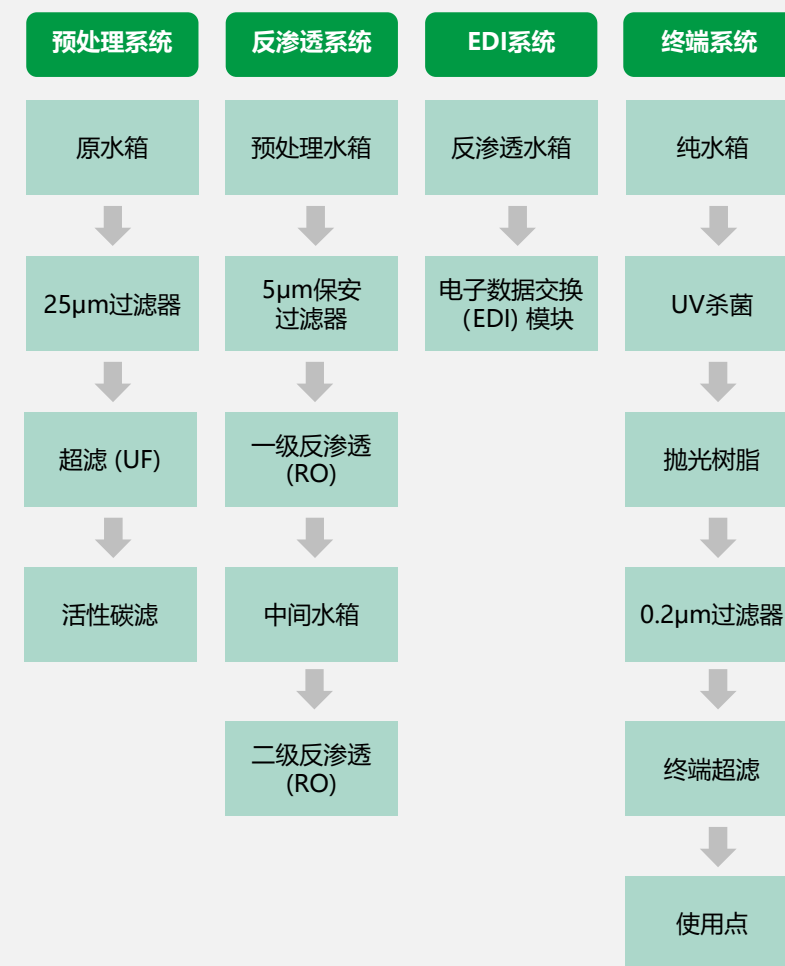 预处理系统
原水箱
25μm过滤器
超滤 (UF)
活性碳滤
反渗透系统
预处理水箱
5μm保安
过滤器
一级反渗透
(RO)
中间水箱
二级反渗透
(RO)
EDI系统
反渗透水箱
电子数据交换
(EDI) 模块
终端系统
纯水箱
UV杀菌
抛光树脂
0.2μm过滤器
终端超滤
使用点